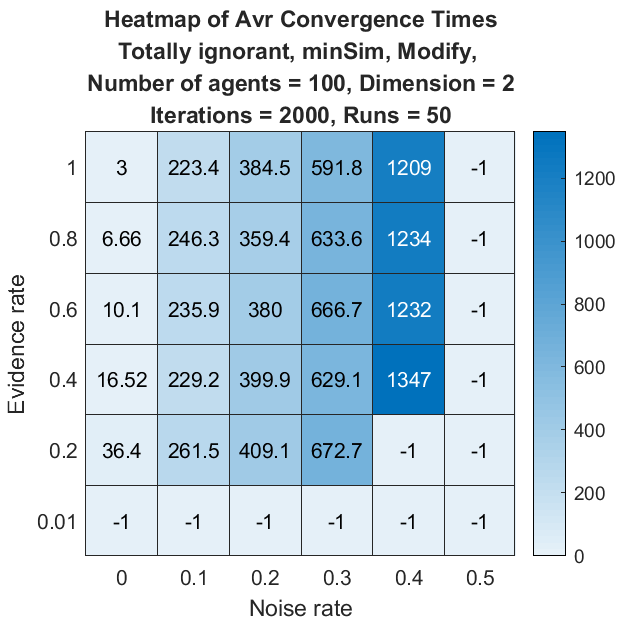 Heatmap of Avr Convergence Times
Totally ignorant, minSim, Modify,
Number of agents = 100, Dimension = 2
Iterations = 2000, Runs = 50
Evidence rate
1 3 223.4 384.5 591.8 1209 -1
0.8 6.66 246.3 359.4 633.6 1234 -1
0.6 10.1 235.9 380 666.7 1232 -1
0.4 16.52 229.2 399.9 629.1 1347 -1
0.2 36.4 261.5 409.1 672.7 -1 -1
0.01 -1 -1 -1 -1 -1 -1
0 0.1 0.2 0.3 0.4 0.5
Noise rate
1200
1000
800
600
400
200
0